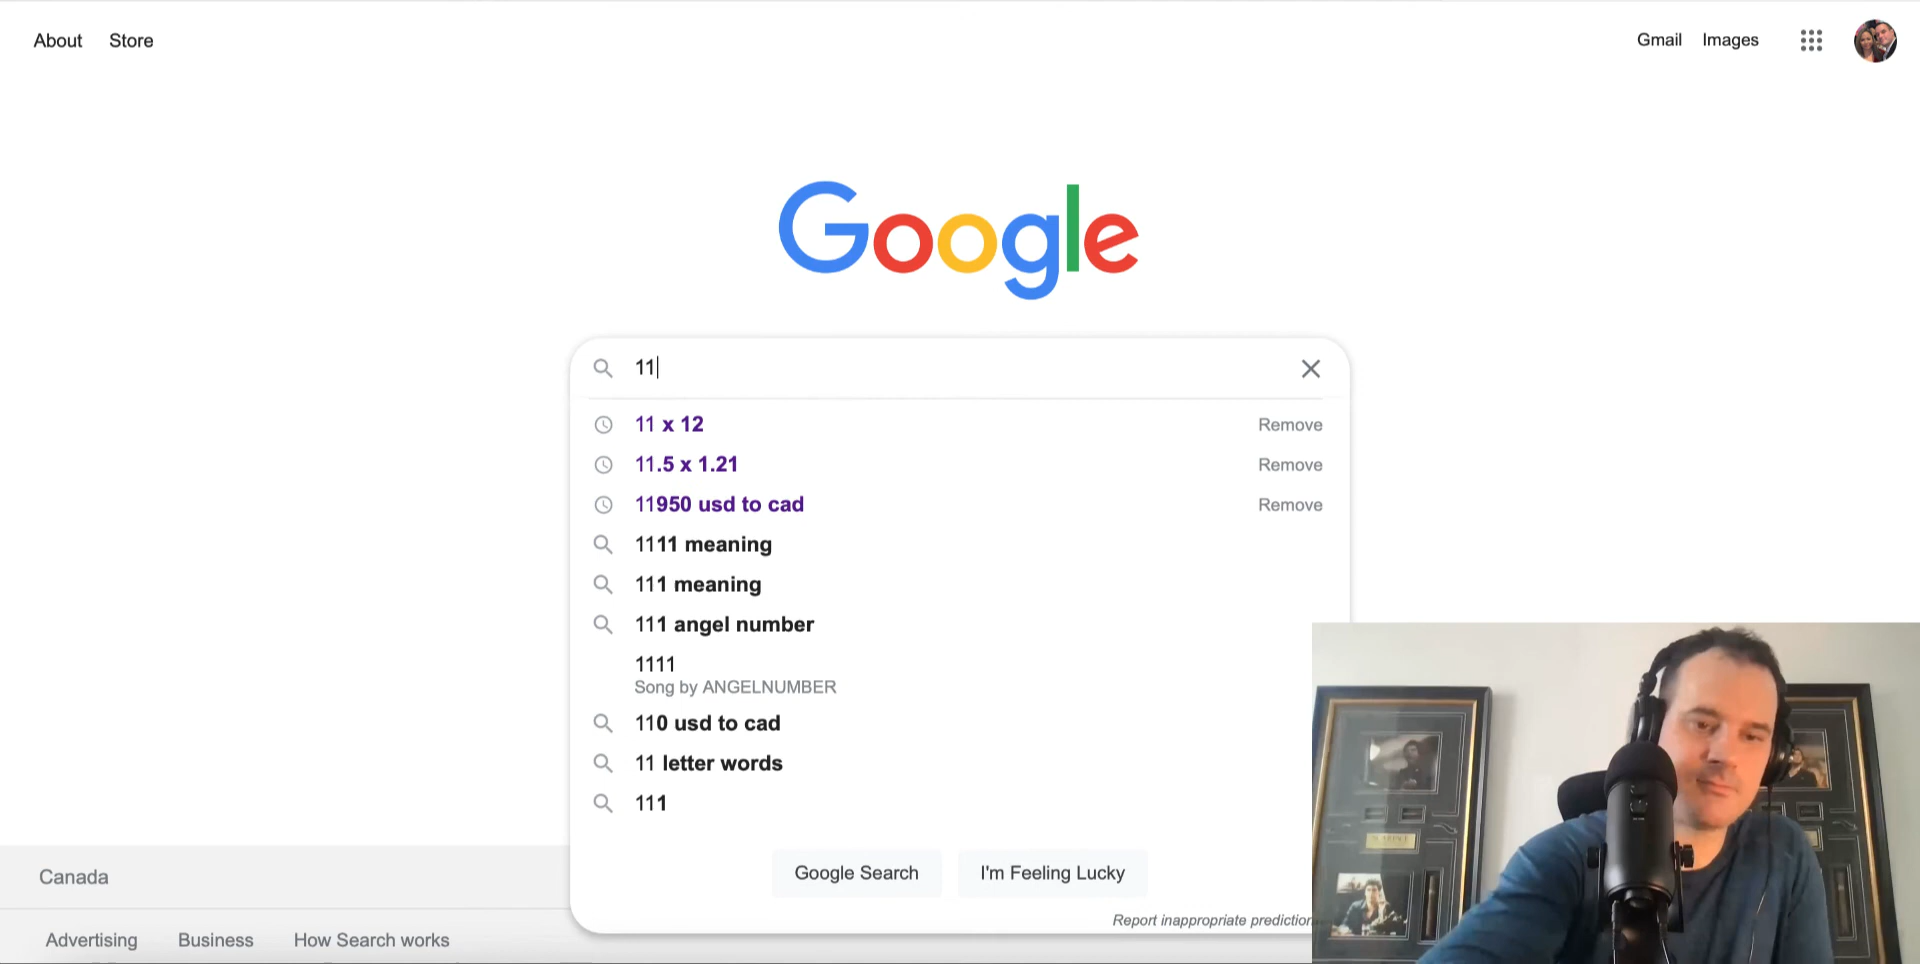 About Store
Gmail Images
Google
11
11 x 12 Remove
11.5 x 1.21 Remove
11950 usd to cad Remove
1111 meaning
111 meaning
111 angel number
1111
Song by ANGELNUMBER
110 usd to cad
11 letter words
111
Google Search I'm Feeling Lucky
Report inappropriate prediction
Canada
Advertising Business How Search works